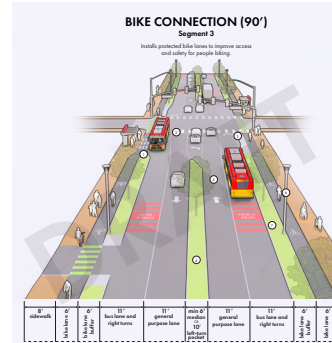 BIKE CONNECTION (90')
Segment 3
Installs protected bike lanes to improve access
and safety for people biking.
DRAFT
8'
sidewalk
6'
bike lane
6'
bike lane
buffer
11'
bus lane and
right turns
11'
general
purpose lane
min 6'
median
or
10'
left-turn
pocket
11'
general
purpose lane
11'
bus lane and
right turns
6'
bike lane
buffer
6'